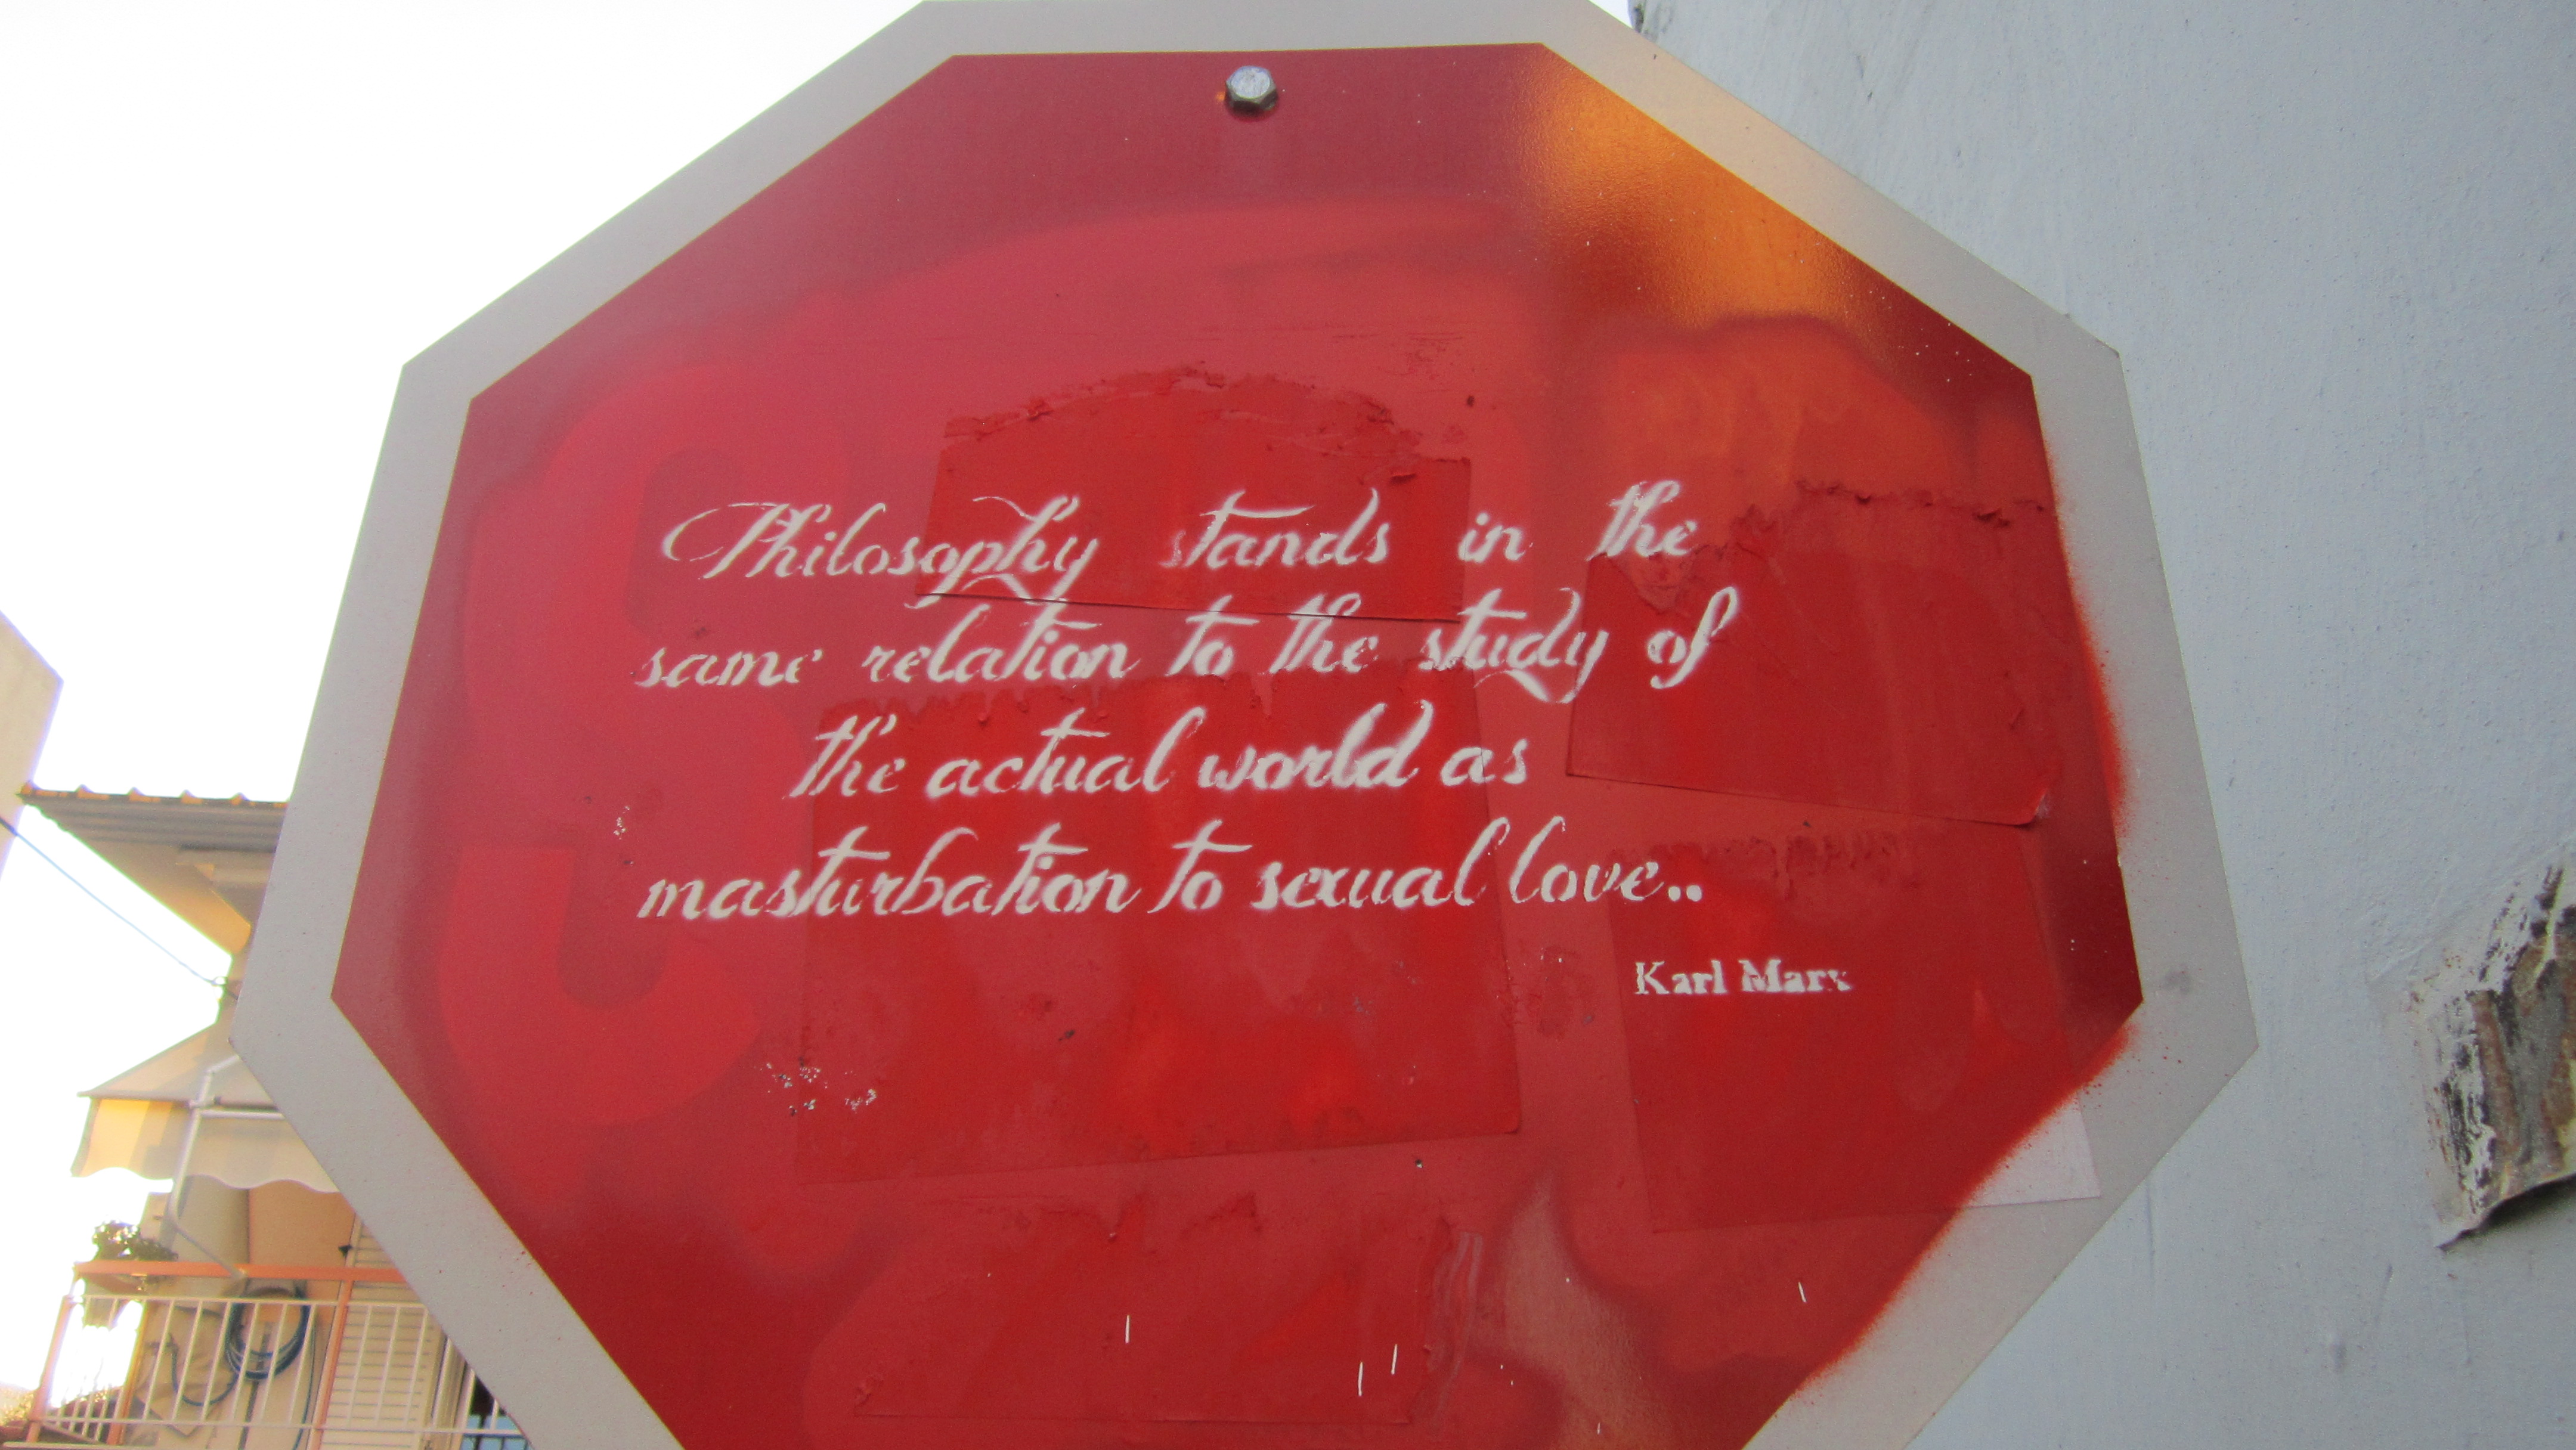 Philosophy stands in the
same relation to the study of
the actual world as
masturbation to sexual love..
Karl Marx